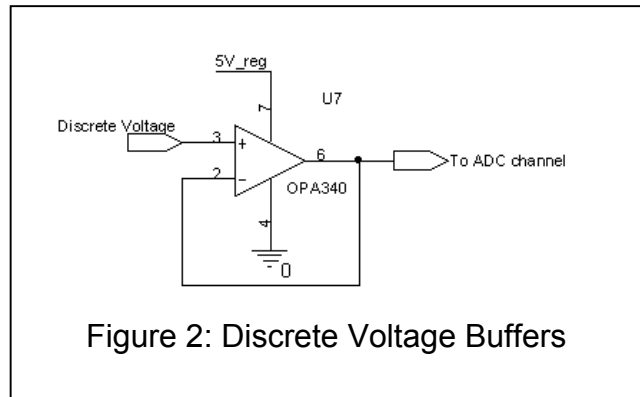 5V_reg
7
U7
Discrete Voltage
3
+
6
To ADC channel
2
-
OPA340
4
0
Figure 2: Discrete Voltage Buffers